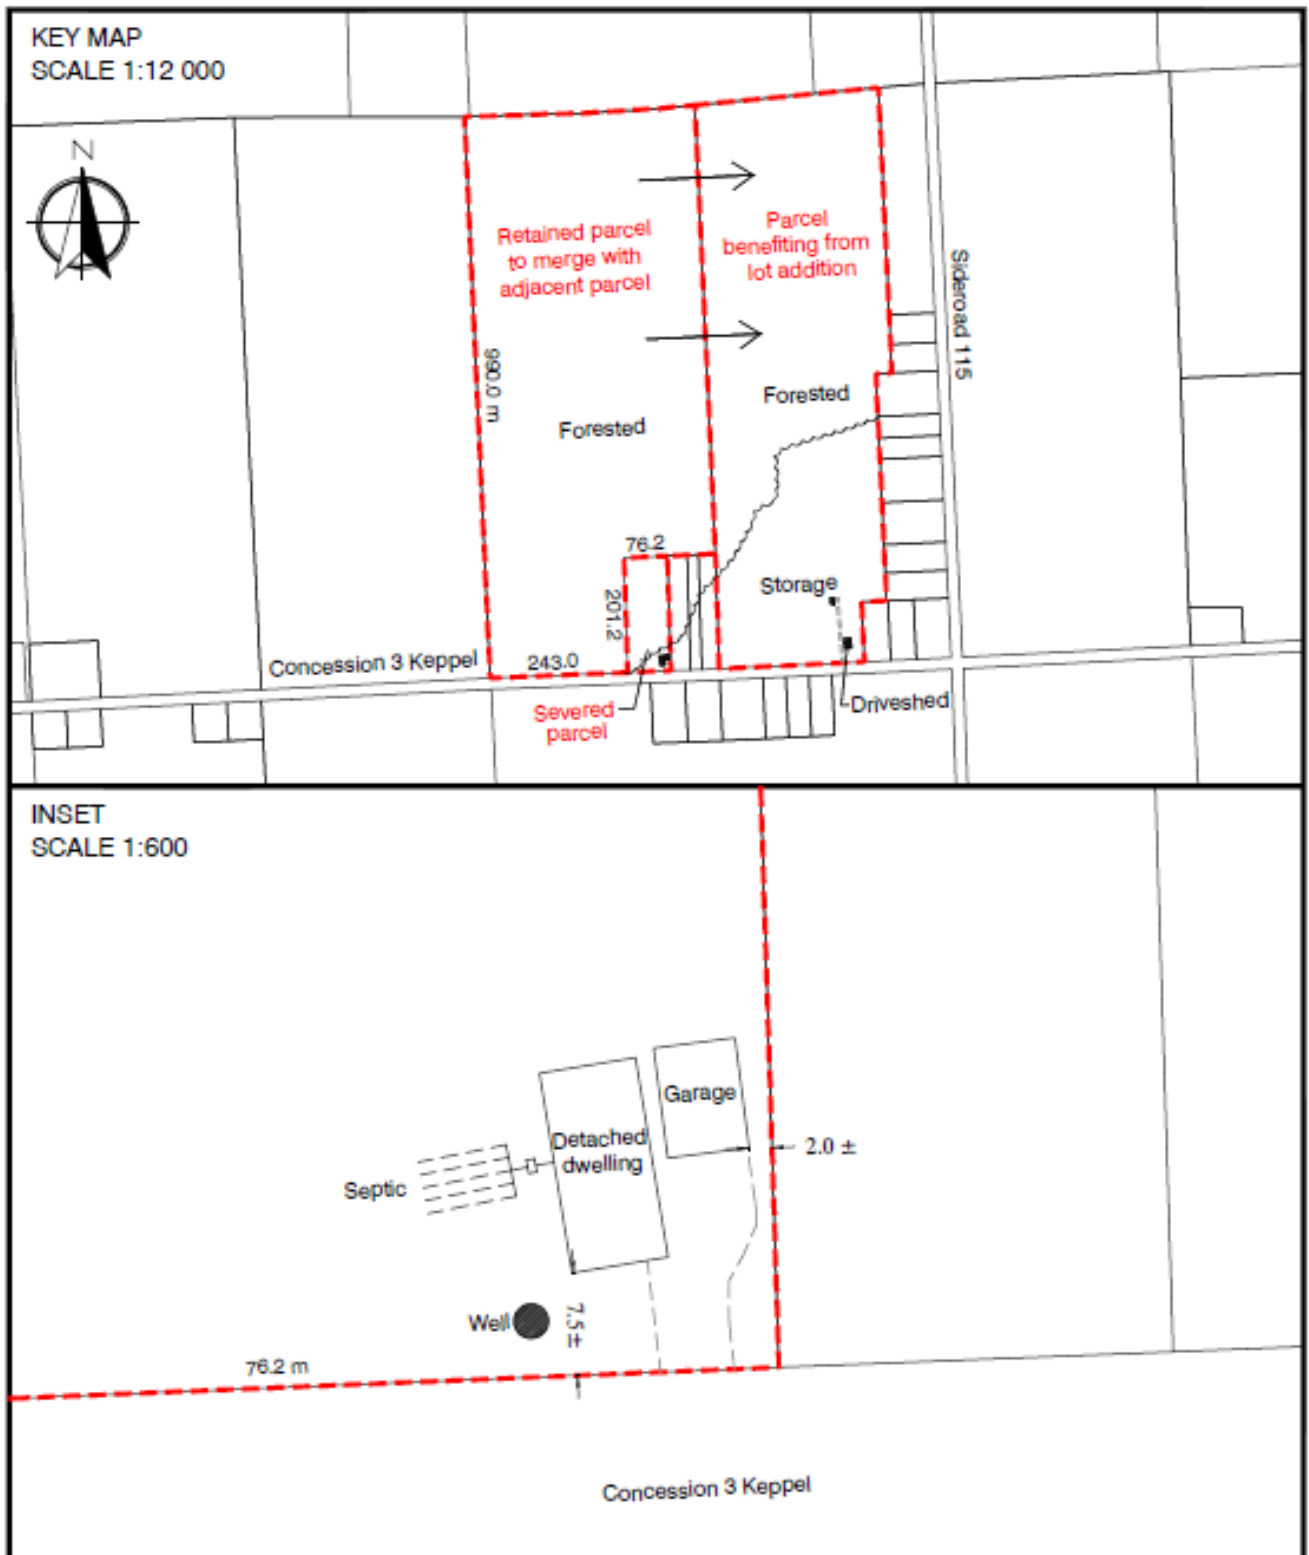 KEY MAP
SCALE 1:12 000
N
Retained parcel
to merge with
adjacent parcel
Parcel
benefiting from
lot addition
Sideroad 115
990.0 m
Forested
Forested
76.2
201.2
Storage
Concession 3 Keppel
243.0
Severed
parcel
Driveshed
INSET
SCALE 1:600
Garage
Detached
dwelling
2.0 ±
Septic
Well
7.5 ±
76.2 m
Concession 3 Keppel